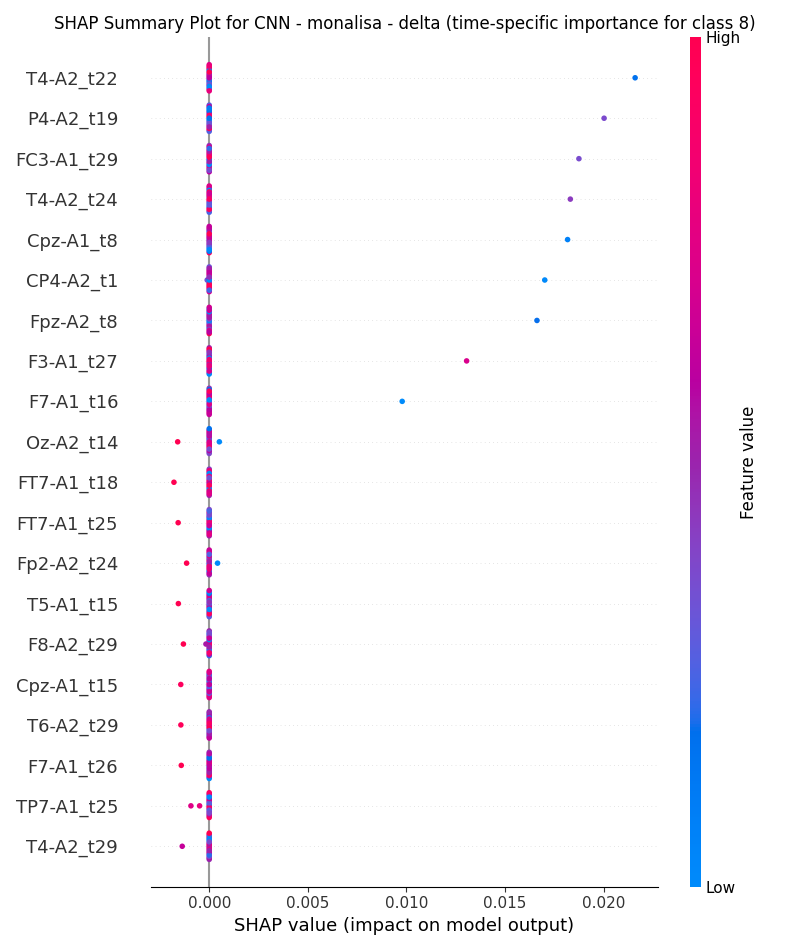 SHAP Summary Plot for CNN - monalisa - delta (time-specific importance for class 8)
High
T4-A2_t22
P4-A2_t19
FC3-A1_t29
T4-A2_t24
Cpz-A1_t8
CP4-A2_t1
Fpz-A2_t8
F3-A1_t27
F7-A1_t16
Oz-A2_t14
FT7-A1_t18
FT7-A1_t25
Fp2-A2_t24
T5-A1_t15
F8-A2_t29
Cpz-A1_t15
T6-A2_t29
F7-A1_t26
TP7-A1_t25
T4-A2_t29
Feature value
Low
0.000 0.005 0.010 0.015 0.020
SHAP value (impact on model output)